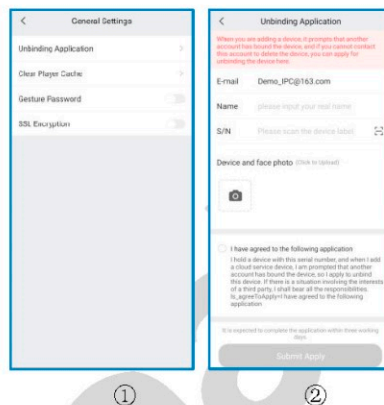 General Settings
Unbinding Application
Clear Player Cache
Gesture Password
SSL Encryption
①
Unbinding Application
When you are adding a device, it prompts that another
account has bound the device, and if you cannot contact
this account to delete the device, you can apply for
unbinding the device here.
E-mail Demo_IPC@163.com
Name please input your real name
S/N Please scan the device label
Device and face photo (Click to Upload)
I have agreed to the following application
I hold a device with this serial number, and when I add
a cloud service device, I am prompted that another
account has bound the device, so I apply to unbind
this device. If there is a situation involving the interests
of a third party, I shall bear all the responsibilities.
Is_agreeToApply=I have agreed to the following
application
It is expected to complete the application within three working
days
Submit Apply
②